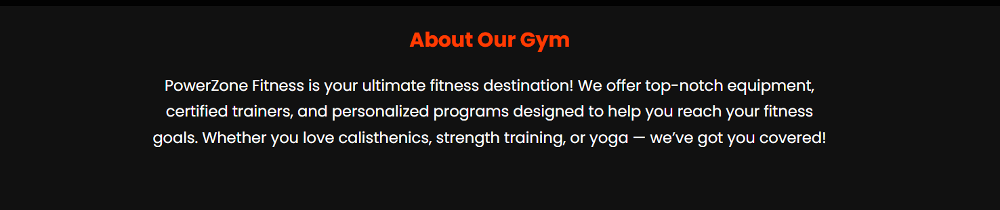 About Our Gym
PowerZone Fitness is your ultimate fitness destination! We offer top-notch equipment,
certified trainers, and personalized programs designed to help you reach your fitness
goals. Whether you love calisthenics, strength training, or yoga — we’ve got you covered!